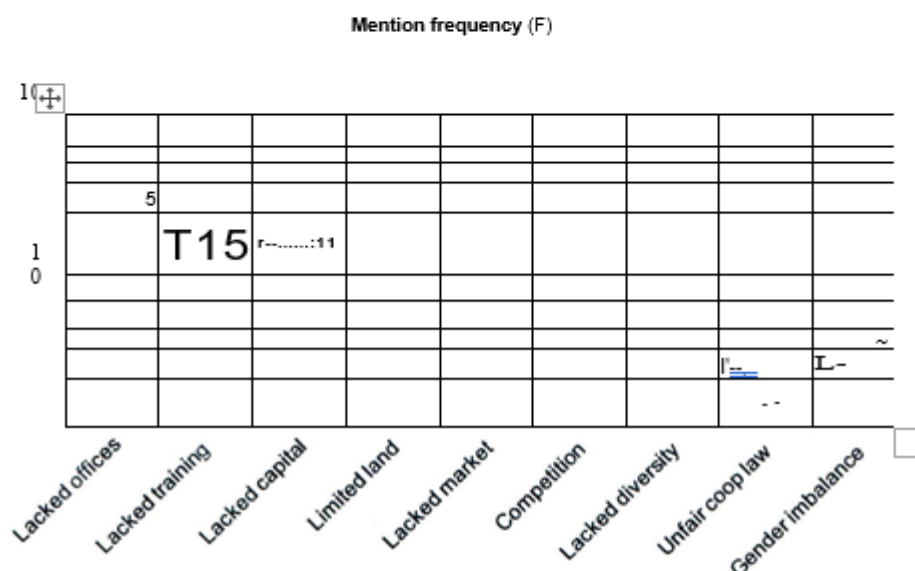 Mention frequency (F)
10
5
T15
r--......:11
1
0
~
L-
- -
Lacked offices
Lacked training
Lacked capital
Limited land
Lacked market
Competition
Lacked diversity
Unfair coop law
Gender imbalance